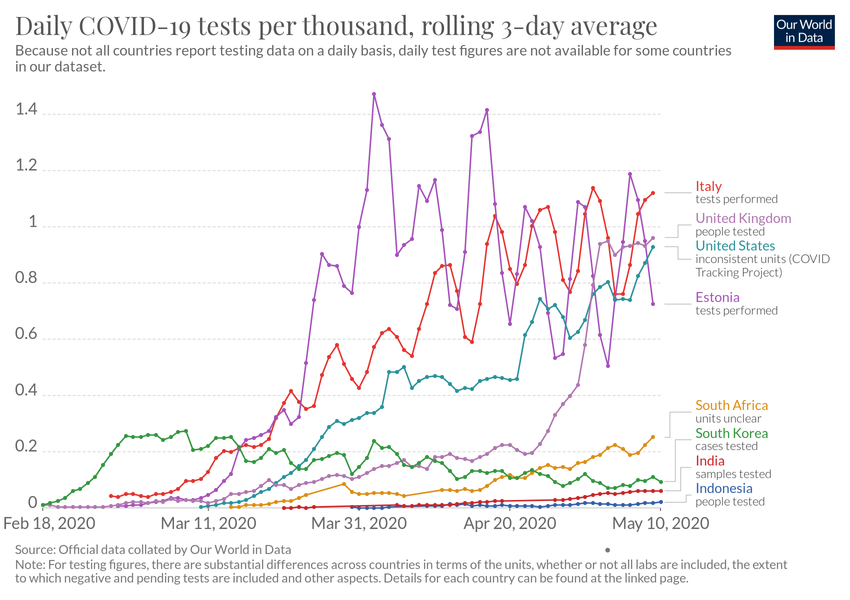 Daily COVID-19 tests per thousand, rolling 3-day average
Our World
in Data
Because not all countries report testing data on a daily basis, daily test figures are not available for some countries
in our dataset.
1.4
1.2
1
0.8
0.6
0.4
0.2
0
Italy
tests performed
United Kingdom
people tested
United States
inconsistent units (COVID
Tracking Project)
Estonia
tests performed
South Africa
units unclear
South Korea
cases tested
India
samples tested
Indonesia
people tested
Feb 18, 2020
Mar 11, 2020
Mar 31, 2020
Apr 20, 2020
May 10, 2020
Source: Official data collated by Our World in Data
Note: For testing figures, there are substantial differences across countries in terms of the units, whether or not all labs are included, the extent
to which negative and pending tests are included and other aspects. Details for each country can be found at the linked page.